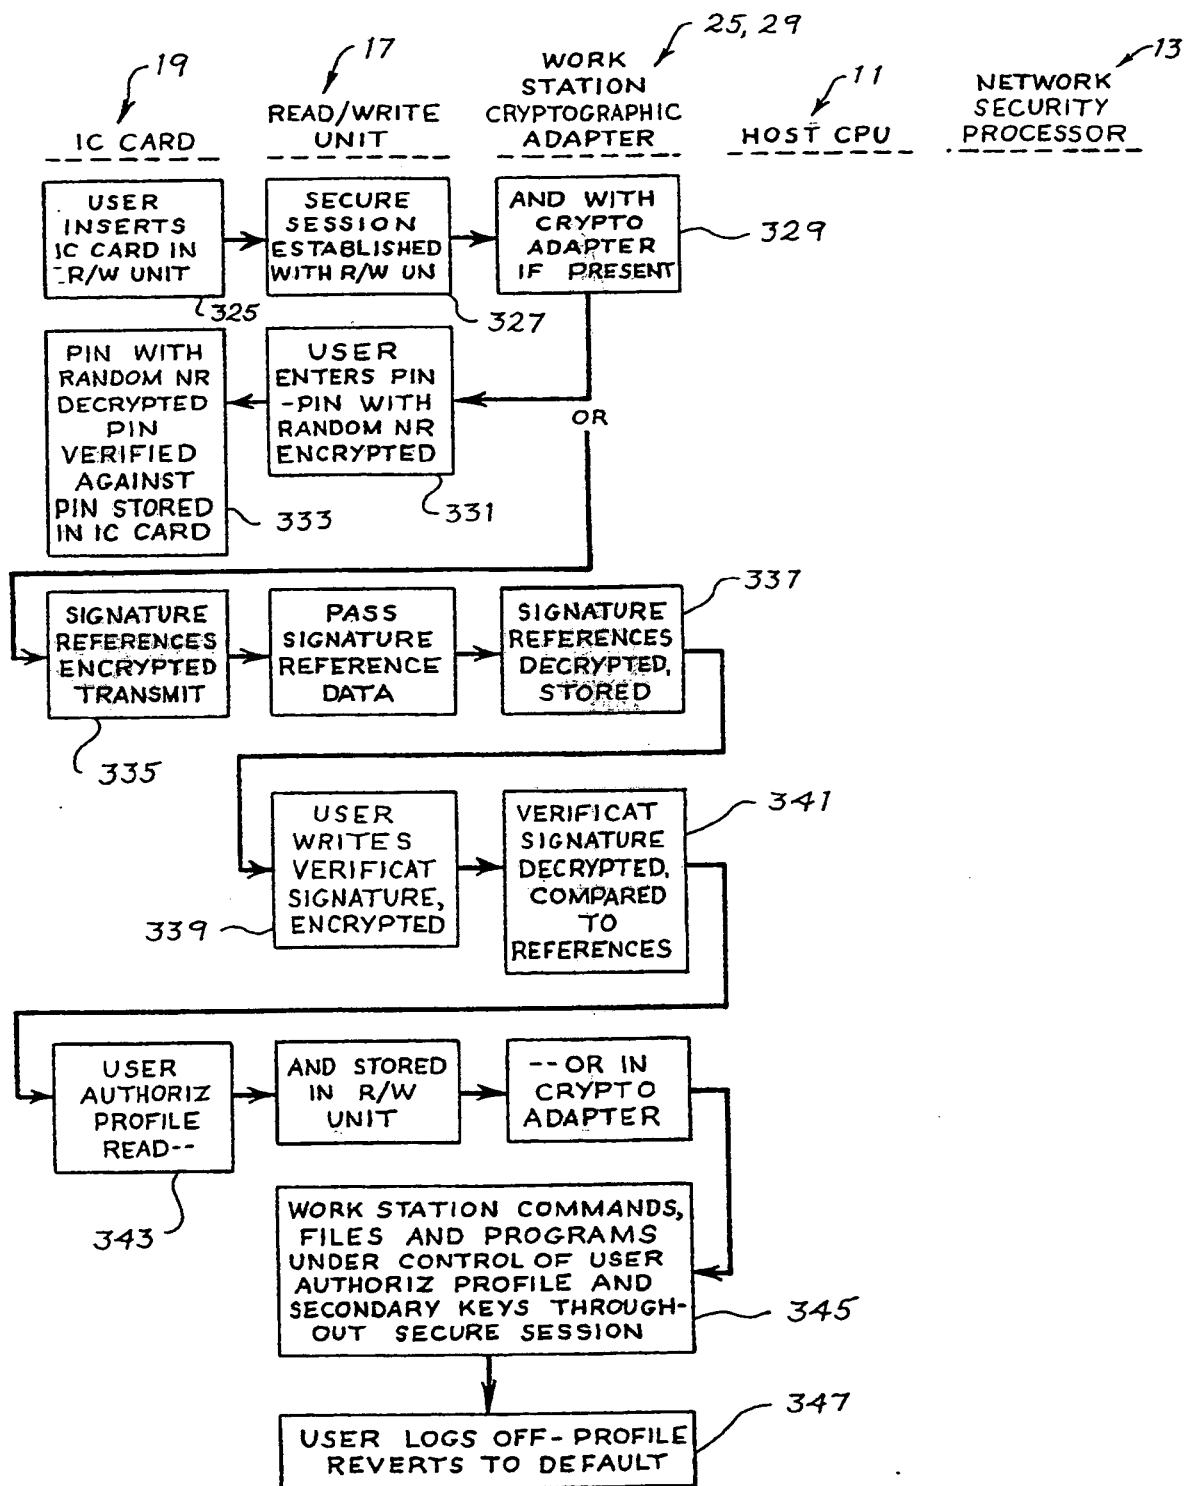 19
IC CARD
17
READ/WRITE
UNIT
25, 29
WORK
STATION
CRYPTOGRAPHIC
ADAPTER
11
HOST CPU
13
NETWORK
SECURITY
PROCESSOR
USER
INSERTS
IC CARD IN
R/W UNIT
325
SECURE
SESSION
ESTABLISHED
WITH R/W UN
327
AND WITH
CRYPTO
ADAPTER
IF PRESENT
329
PIN WITH
RANDOM NR
DECRYPTED
PIN
VERIFIED
AGAINST
PIN STORED
IN IC CARD
333
USER
ENTERS PIN
-PIN WITH
RANDOM NR
ENCRYPTED
331
OR
SIGNATURE
REFERENCES
ENCRYPTED
TRANSMIT
335
PASS
SIGNATURE
REFERENCE
DATA
SIGNATURE
REFERENCES
DECRYPTED,
STORED
337
USER
WRITES
VERIFICAT
SIGNATURE,
ENCRYPTED
339
VERIFICAT
SIGNATURE
DECRYPTED,
COMPARED
TO
REFERENCES
341
USER
AUTHORIZ
PROFILE
READ--
343
AND STORED
IN R/W
UNIT
--OR IN
CRYPTO
ADAPTER
WORK STATION COMMANDS,
FILES AND PROGRAMS
UNDER CONTROL OF USER
AUTHORIZ PROFILE AND
SECONDARY KEYS THROUGH-
OUT SECURE SESSION
345
USER LOGS OFF-PROFILE
REVERTS TO DEFAULT
347